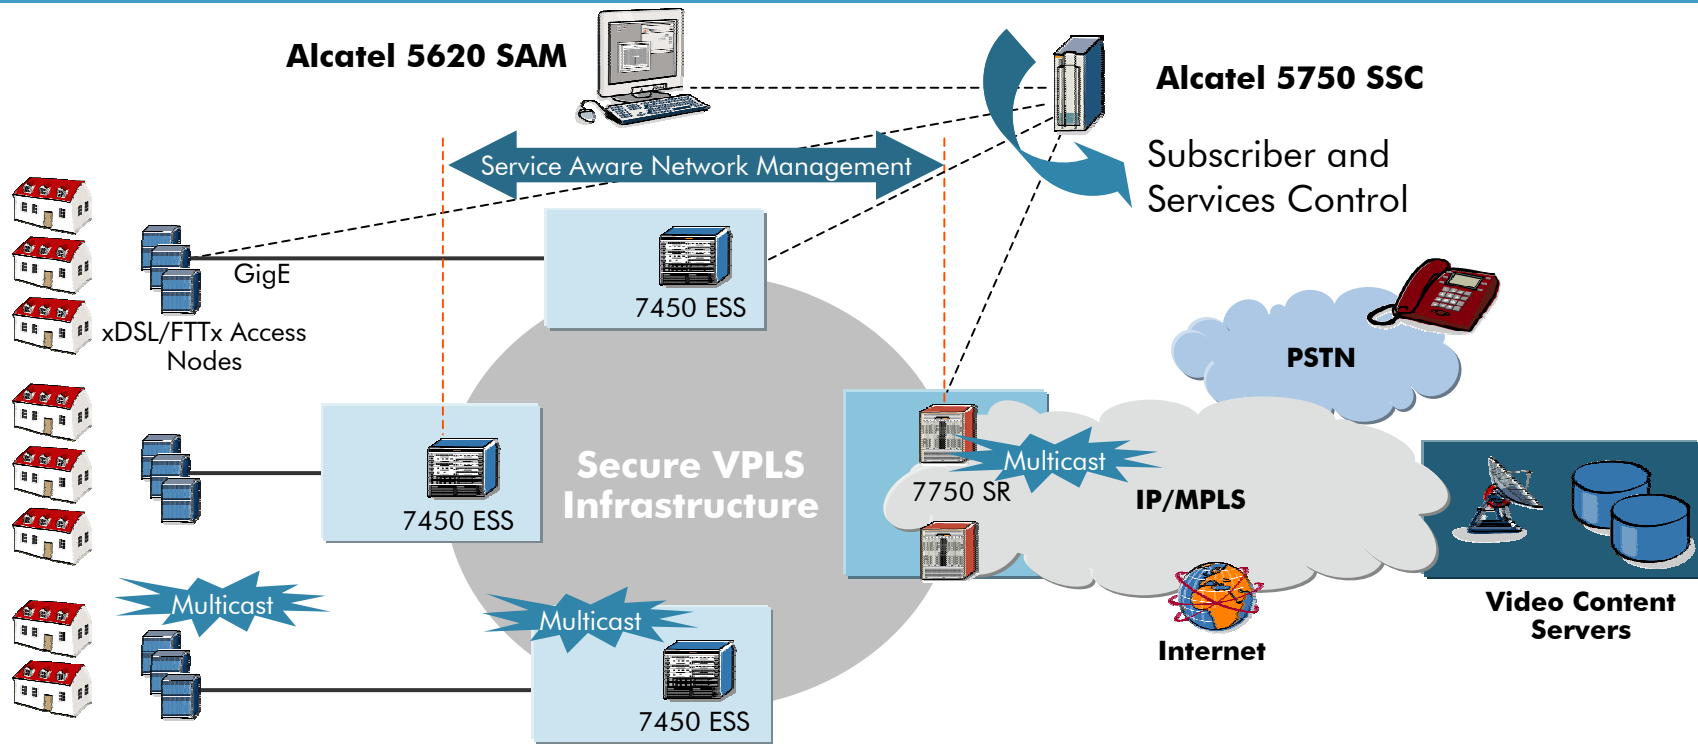 Alcatel 5620 SAM
Alcatel 5750 SSC
Service Aware Network Management
Subscriber and
Services Control
GigE
7450 ESS
xDSL/FTTx Access
Nodes
PSTN
Secure VPLS
Infrastructure
Multicast
7750 SR
IP/MPLS
7450 ESS
Multicast
Multicast
Internet
Video Content
Servers
7450 ESS